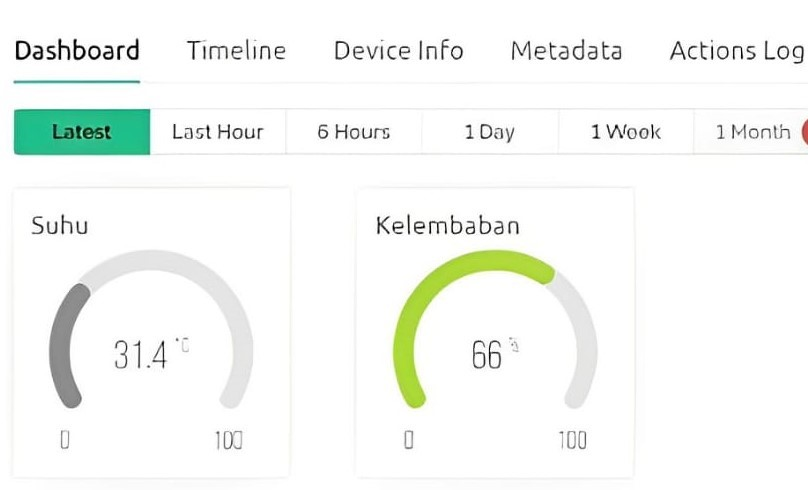 Dashboard Timeline Device Info Metadata Actions Log
Latest Last Hour 6 Hours 1 Day 1 Week 1 Month
Suhu
31.4 °C
0 100
Kelembaban
66 %
0 100